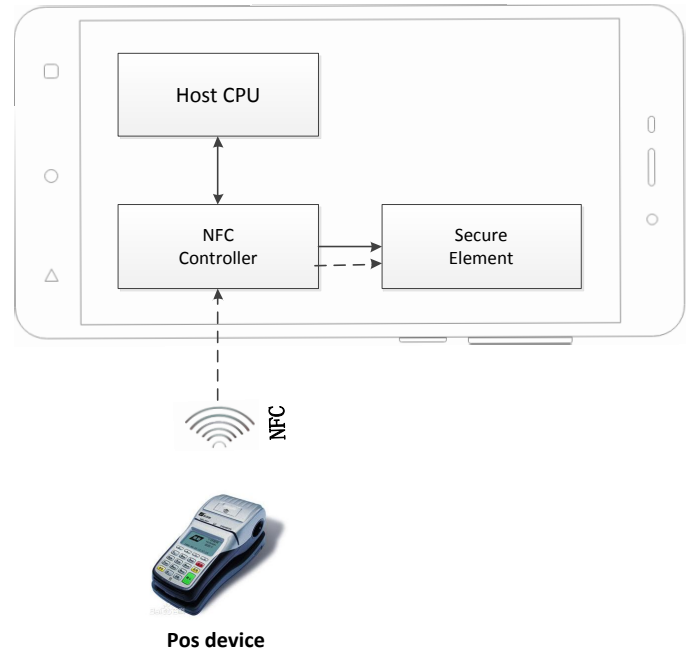 Host CPU
NFC
Controller
Secure
Element
NFC
Pos device